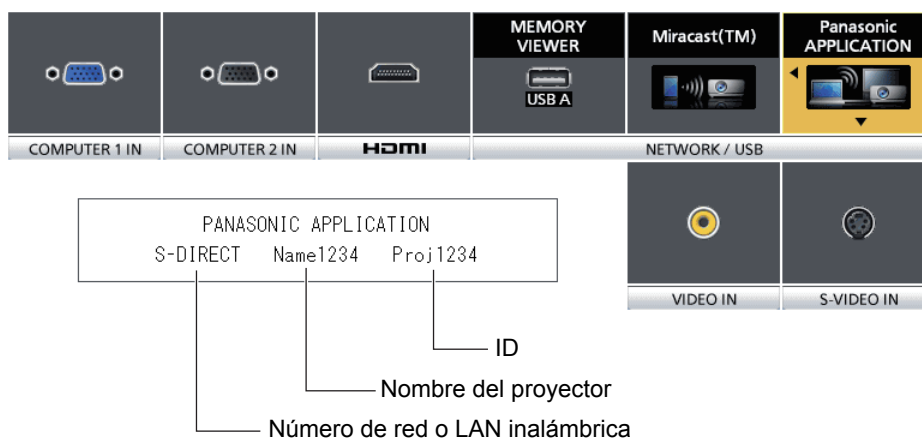 MEMORY
VIEWER
Miracast(TM)
Panasonic
APPLICATION
USB A
COMPUTER 1 IN
COMPUTER 2 IN
HDMI
NETWORK / USB
PANASONIC APPLICATION
S-DIRECT Name1234 Proj1234
VIDEO IN
S-VIDEO IN
ID
Nombre del proyector
Número de red o LAN inalámbrica